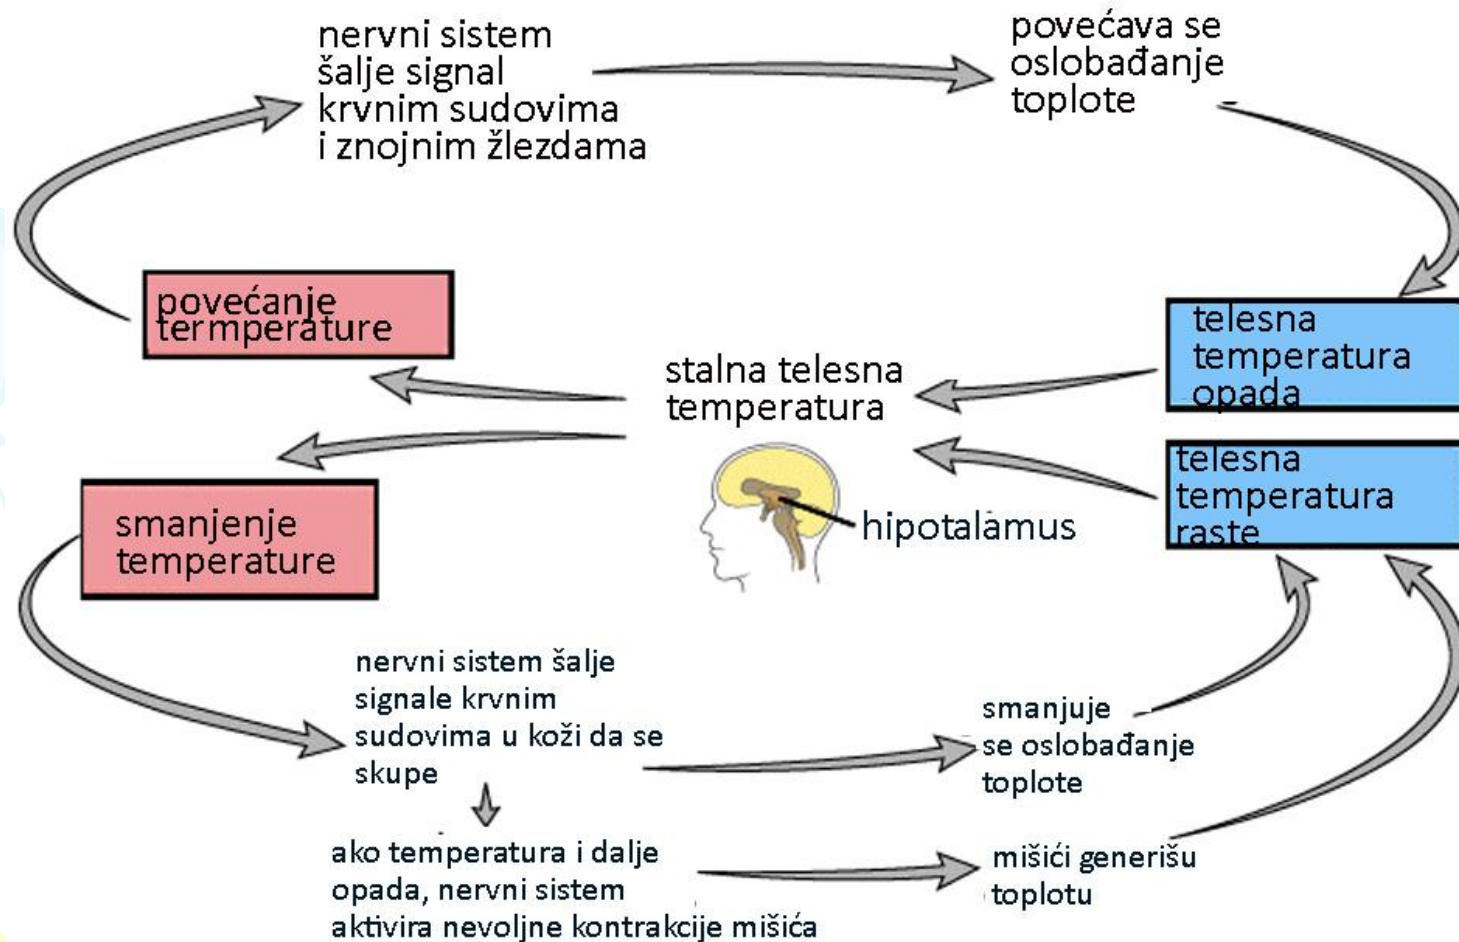 nervni sistem
šalje signal
krvnim sudovima
i znojnim žlezdama
povećava se
oslobađanje
toplote
povećanje
termperature
telesna
temperatura
opada
stalna telesna
temperatura
telesna
temperatura
raste
smanjenje
temperature
hipotalamus
nervni sistem šalje
signale krvnim
sudovima u koži da se
skupe
smanjuje
se oslobađanje
toplote
ako temperatura i dalje
opada, nervni sistem
aktivira nevoljne kontrakcije mišića
mišići generišu
toplotu